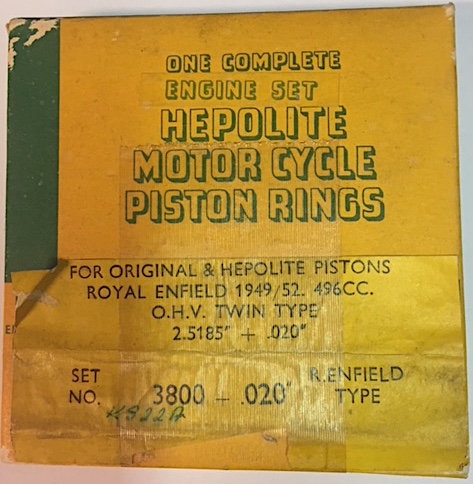 ONE COMPLETE
ENGINE SET
HEPOLITE
MOTOR CYCLE
PISTON RINGS
FOR ORIGINAL & HEPOLITE PISTONS
ROYAL ENFIELD 1949/52. 496CC.
O.H.V. TWIN TYPE
2.5185" + .020"
SET NO. 3800 + .020" R.ENFIELD TYPE